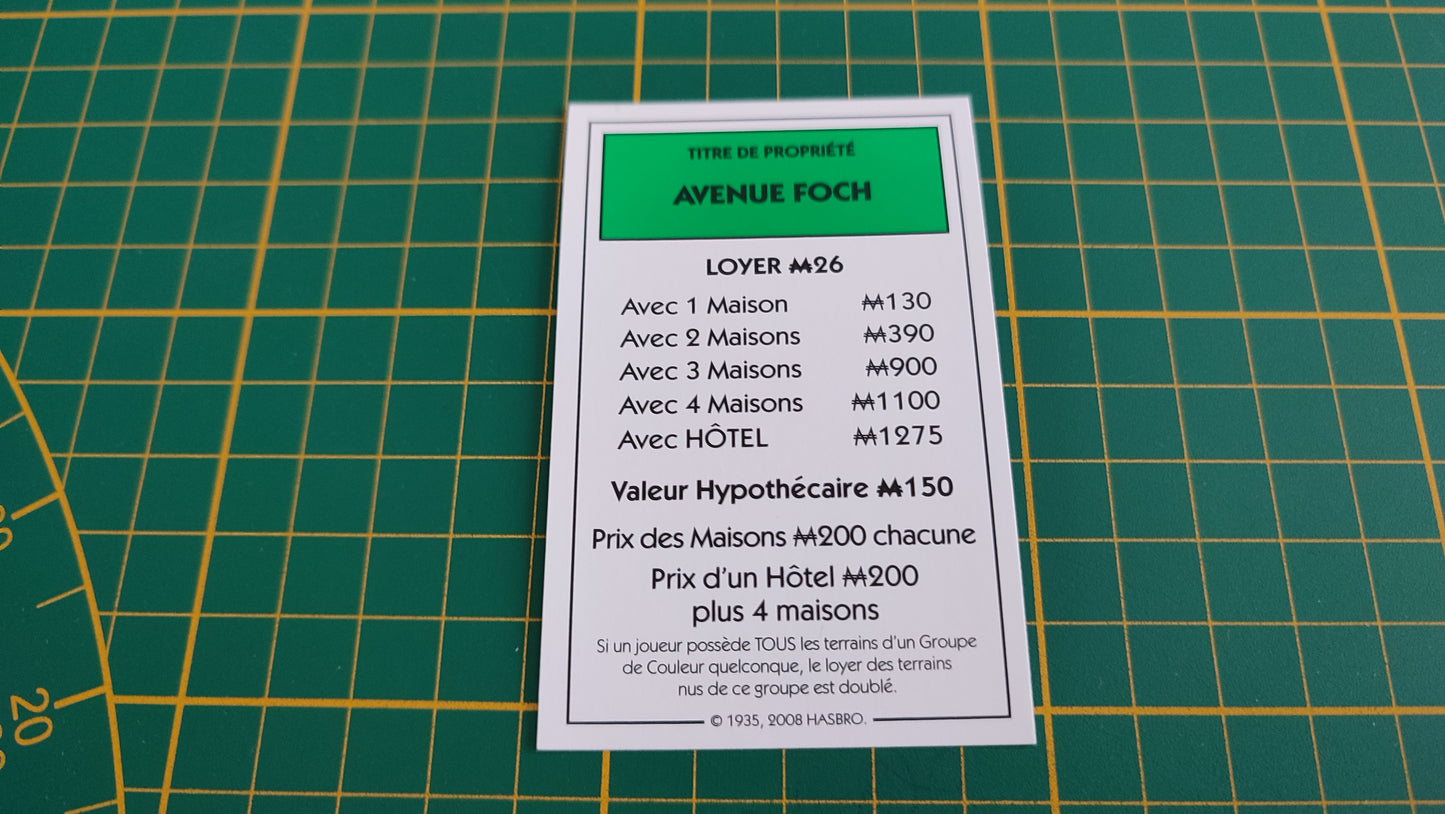 TITRE DE PROPRIÉTÉ
AVENUE FOCH
LOYER ₩26
Avec 1 Maison ₩130
Avec 2 Maisons ₩390
Avec 3 Maisons ₩900
Avec 4 Maisons ₩1100
Avec HÔTEL ₩1275
Valeur Hypothécaire ₩150
Prix des Maisons ₩200 chacune
Prix d'un Hôtel ₩200
plus 4 maisons
Si un joueur possède TOUS les terrains d'un Groupe
de Couleur quelconque, le loyer des terrains
nus de ce groupe est doublé.
© 1935, 2008 HASBRO.
20